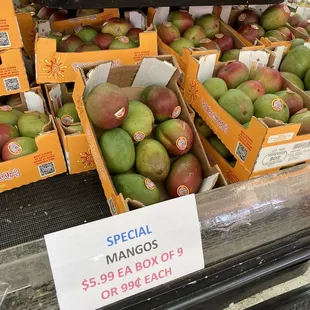 SPECIAL
MANGOS
$5.99 EA BOX OF 9
OR 99¢ EACH